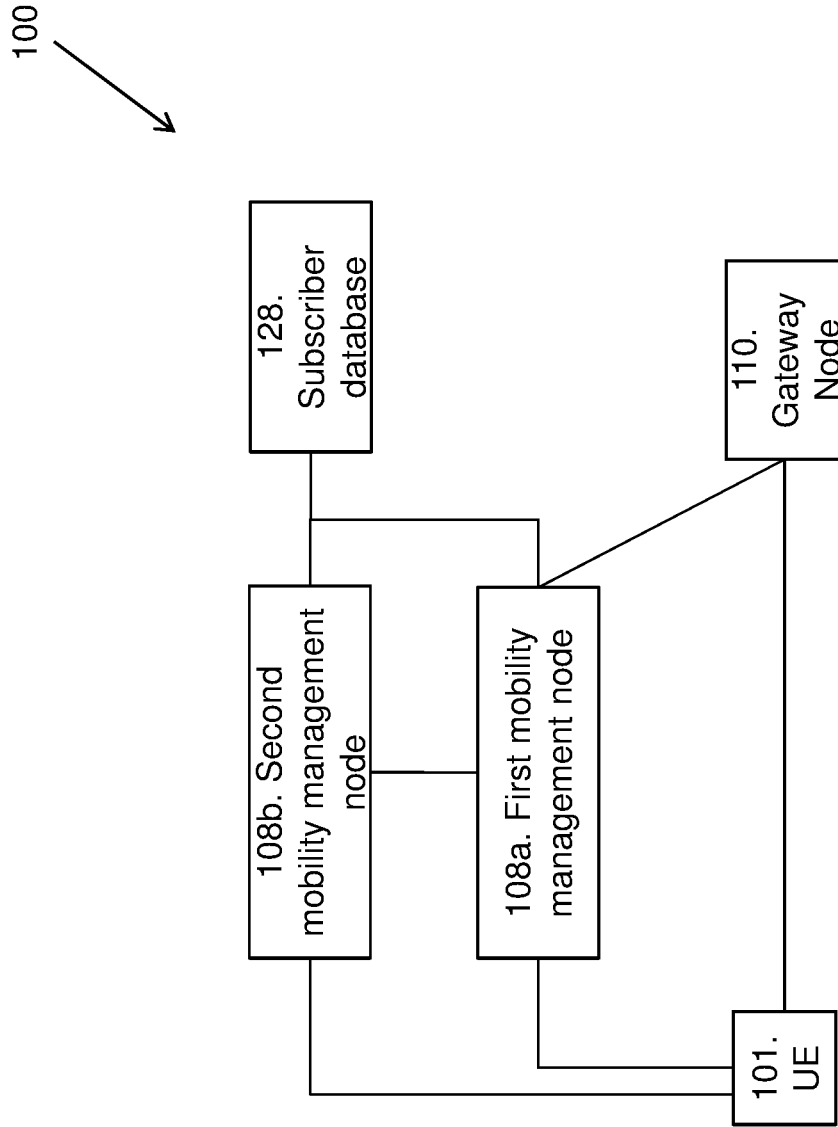 100
128.
Subscriber
database
108b. Second
mobility management
node
108a. First mobility
management node
110.
Gateway
Node
101.
UE